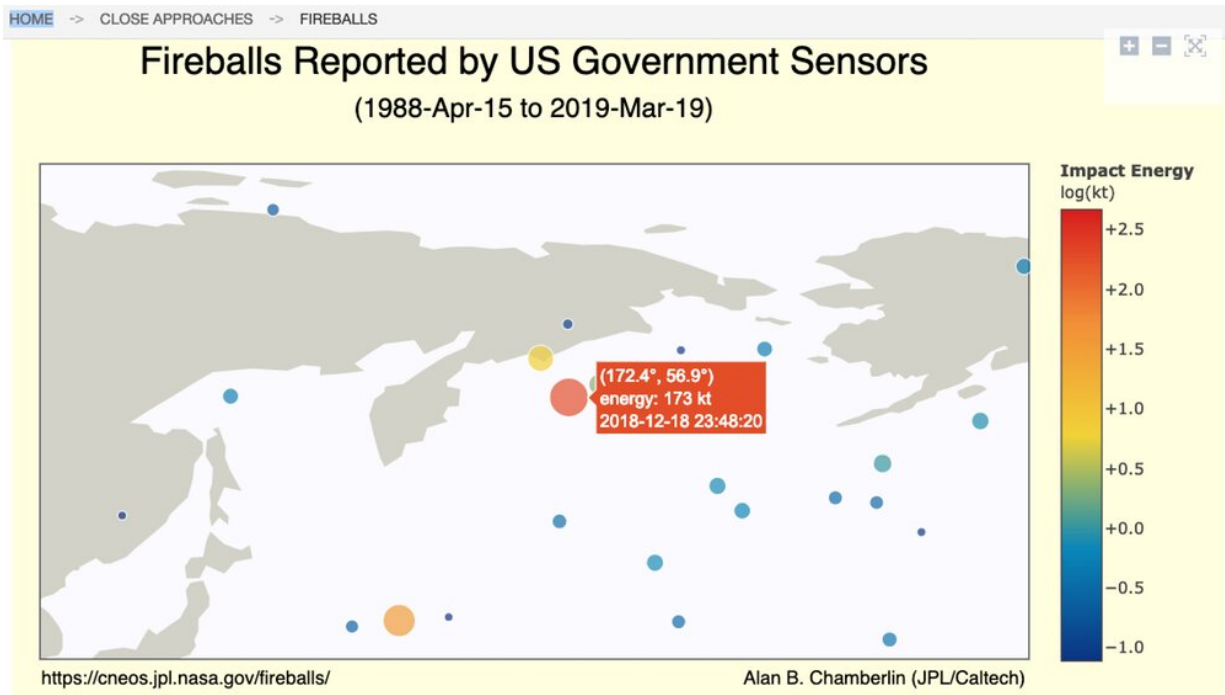 HOME -> CLOSE APPROACHES -> FIREBALLS
Fireballs Reported by US Government Sensors
(1988-Apr-15 to 2019-Mar-19)
Impact Energy
log(kt)
+2.5
+2.0
+1.5
+1.0
+0.5
+0.0
−0.5
−1.0
(172.4°, 56.9°)
energy: 173 kt
2018-12-18 23:48:20
https://cneos.jpl.nasa.gov/fireballs/
Alan B. Chamberlin (JPL/Caltech)